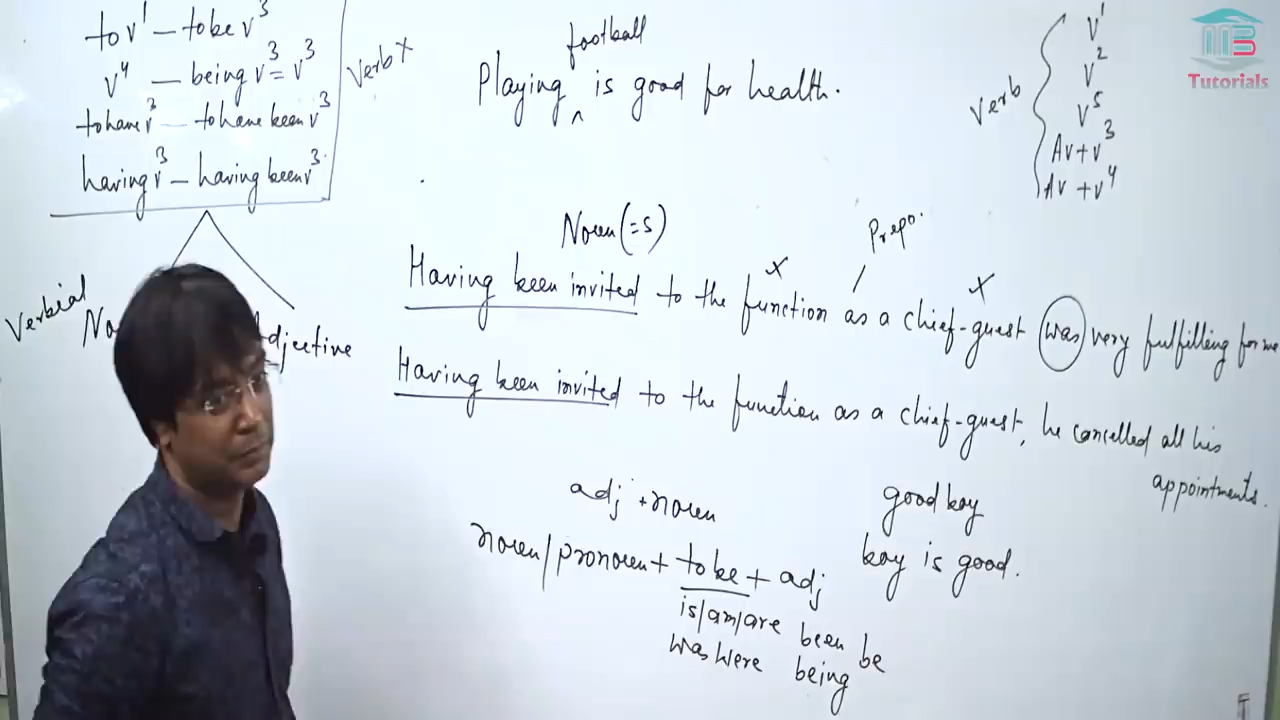 to v1 - to be v3
v4 - being v3 = v3
to have v3 - to have been v3
having v3 - having been v3
Verb x
football
Playing ^ is good for health.
Verb
v1
v2
v5
Av + v3
Av + v4
MB
Tutorials
Noun (=S)
Prepo.
x
x
Having been invited to the function as a chief-guest was very fulfilling for me
Verbial
Having been invited to the function as a chief-guest, he cancelled all his
appointments.
adj + noun
good boy
noun/pronoun + to be + adj
boy is good.
is/am/are been be
was were being